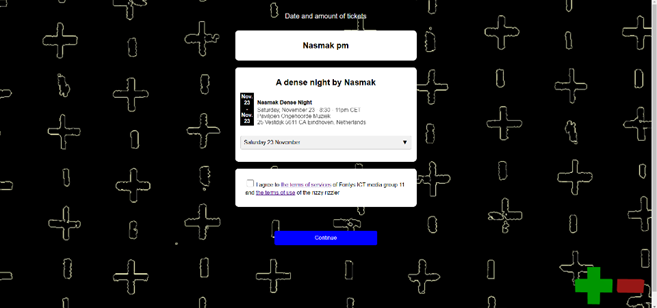 Date and amount of tickets
Nasmak pm
A dense night by Nasmak
Nov.
23
-
Nov.
23
Nasmak Dense Night
Saturday, November 23 · 8:30 - 11pm CET
Paviljoen Ongehoorde Muziek
25 Vestdijk 5611 CA Eindhoven, Netherlands
Saturday 23 November
I agree to the terms of services of Fontys ICT media group 11
and the terms of use of the rizzy rizzler
Continue